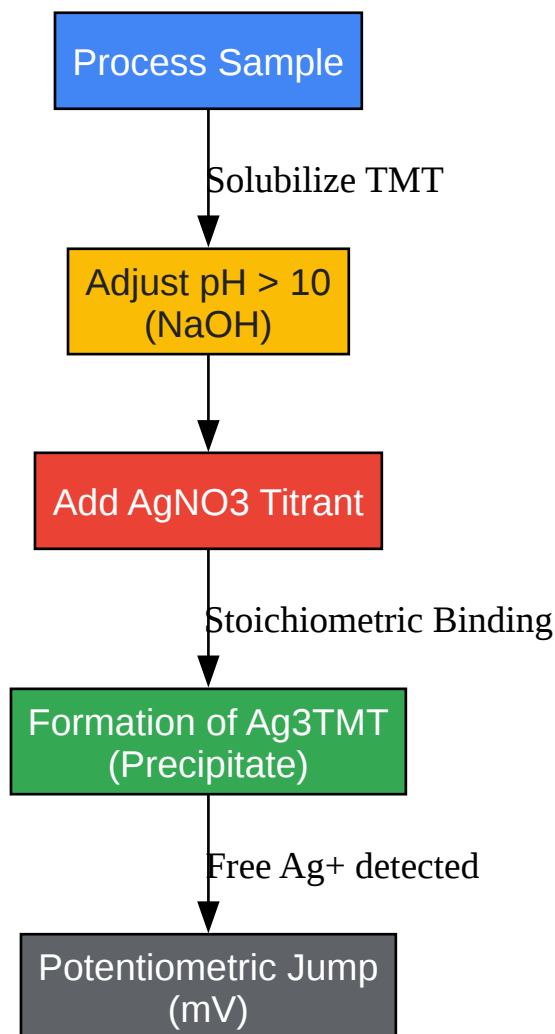 Process Sample
Solubilize TMT
Adjust pH > 10
(NaOH)
Add AgNO3 Titrant
Stoichiometric Binding
Formation of Ag3TMT
(Precipitate)
Free Ag+ detected
Potentiometric Jump
(mV)